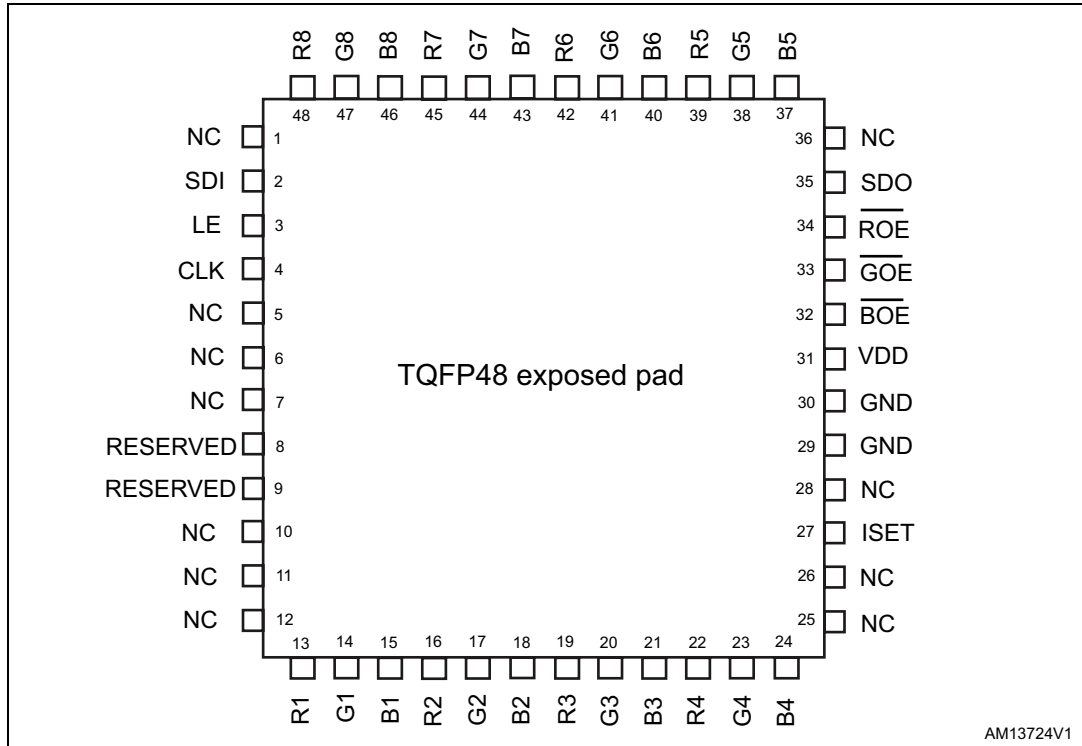 R8 G8 B8 R7 G7 B7 R6 G6 B6 R5 G5 B5
48 47 46 45 44 43 42 41 40 39 38 37
NC 1 36 NC
SDI 2 35 SDO
LE 3 34 R̅O̅E̅
CLK 4 33 G̅O̅E̅
NC 5 32 B̅O̅E̅
NC 6 31 VDD
TQFP48 exposed pad
NC 7 30 GND
RESERVED 8 29 GND
RESERVED 9 28 NC
NC 10 27 ISET
NC 11 26 NC
NC 12 25 NC
13 14 15 16 17 18 19 20 21 22 23 24
R1 G1 B1 R2 G2 B2 R3 G3 B3 R4 G4 B4
AM13724V1